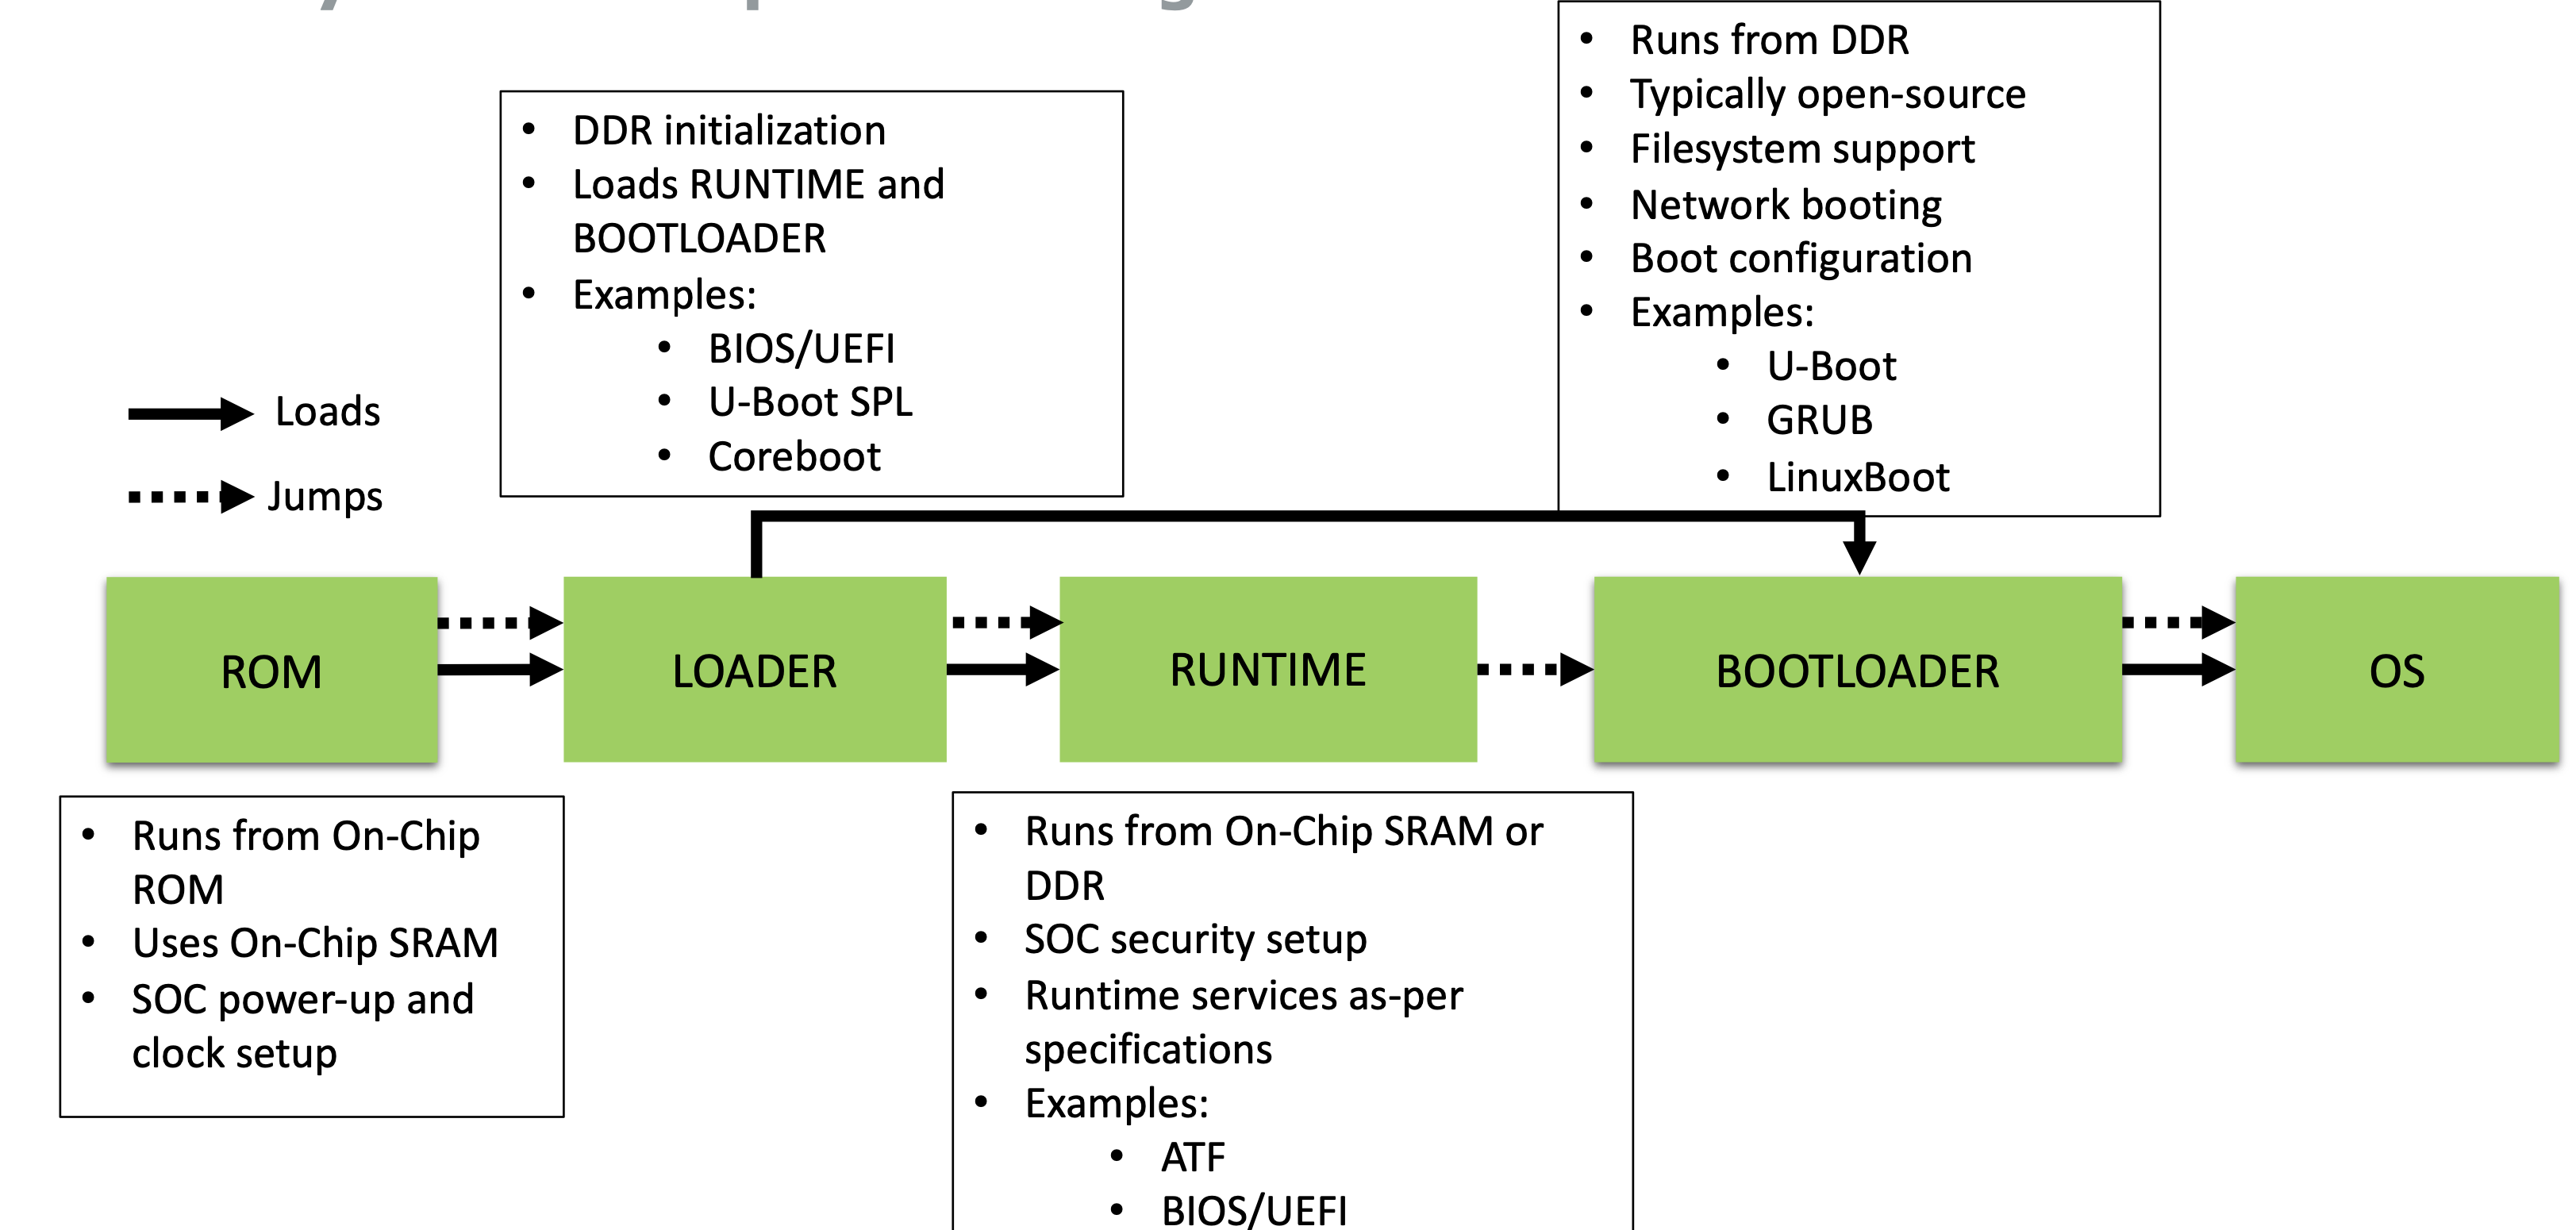 • Runs from DDR
• Typically open-source
• Filesystem support
• Network booting
• Boot configuration
• Examples:
• U-Boot
• GRUB
• LinuxBoot
• DDR initialization
• Loads RUNTIME and
BOOTLOADER
• Examples:
• BIOS/UEFI
• U-Boot SPL
• Coreboot
Loads
Jumps
ROM
LOADER
RUNTIME
BOOTLOADER
OS
• Runs from On-Chip
ROM
• Uses On-Chip SRAM
• SOC power-up and
clock setup
• Runs from On-Chip SRAM or
DDR
• SOC security setup
• Runtime services as-per
specifications
• Examples:
• ATF
• BIOS/UEFI